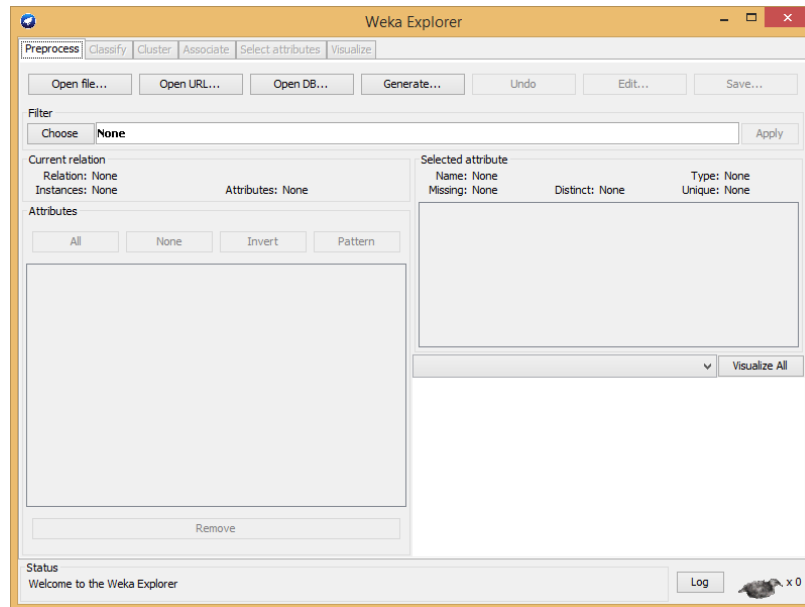 Weka Explorer
Preprocess Classify Cluster Associate Select attributes Visualize
Open file... Open URL... Open DB... Generate... Undo Edit... Save...
Filter
Choose None Apply
Current relation
Relation: None
Instances: None Attributes: None
Selected attribute
Name: None Type: None
Missing: None Distinct: None Unique: None
Attributes
All None Invert Pattern
Visualize All
Remove
Status
Welcome to the Weka Explorer
Log x 0